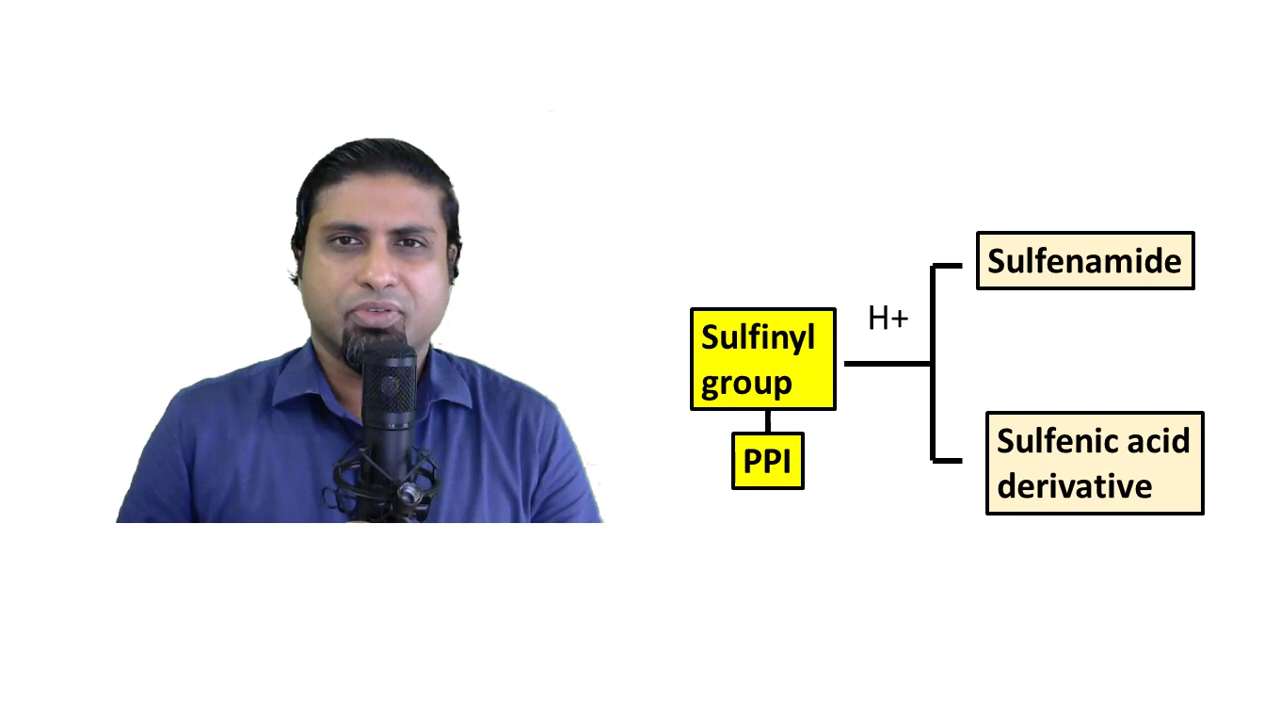 Sulfinyl
group
PPI
H+
Sulfenamide
Sulfenic acid
derivative